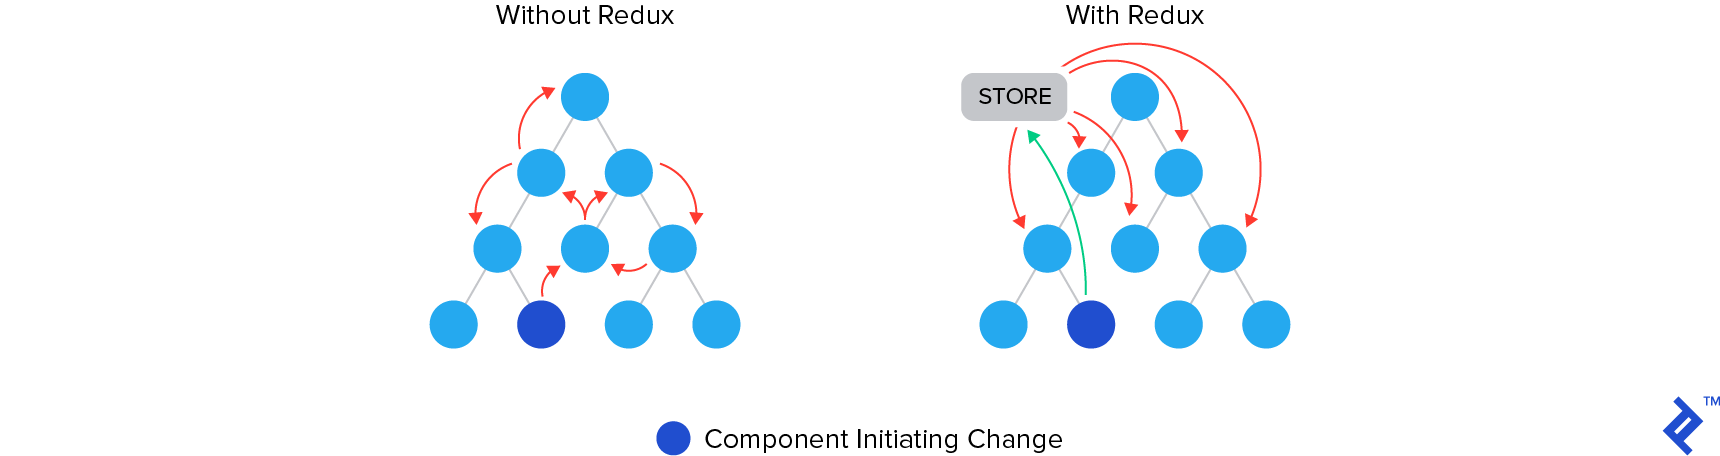 Without Redux
With Redux
STORE
Component Initiating Change
TM